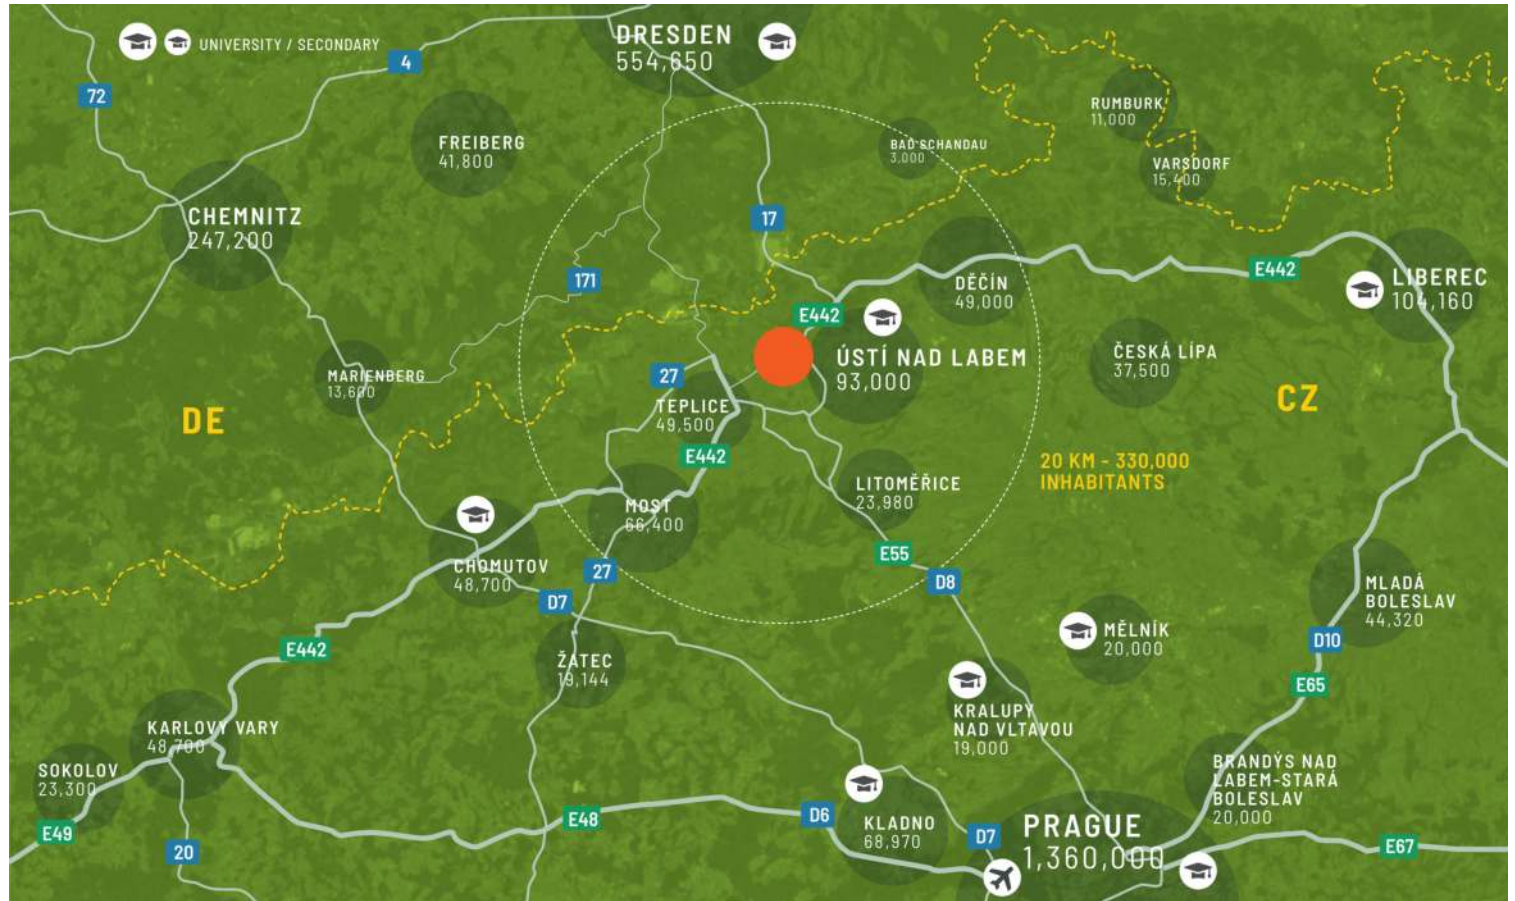 UNIVERSITY / SECONDARY
DRESDEN
554,650
4
72
RUMBURK
11,000
FREIBERG
41,800
BAD SCHANDAU
3,000
VARSDORF
15,400
CHEMNITZ
247,200
17
E442
171
DĚČÍN
49,000
LIBEREC
104,160
E442
ÚSTÍ NAD LABEM
93,000
ČESKÁ LÍPA
37,500
MARIENBERG
13,600
27
DE
CZ
TEPLICE
49,500
E442
20 KM - 330,000
INHABITANTS
LITOMĚŘICE
23,980
MOST
66,400
E55
CHOMUTOV
48,700
27
D7
D8
MLADÁ
BOLESLAV
44,320
MĚLNÍK
20,000
D10
E442
ŽATEC
19,144
E65
KRALUPY
NAD VLTAVOU
19,000
KARLOVY VARY
48,700
SOKOLOV
23,300
BRANDÝS NAD
LABEM-STARÁ
BOLESLAV
20,000
E49
E48
D6
KLADNO
68,970
D7
PRAGUE
1,360,000
E67
20